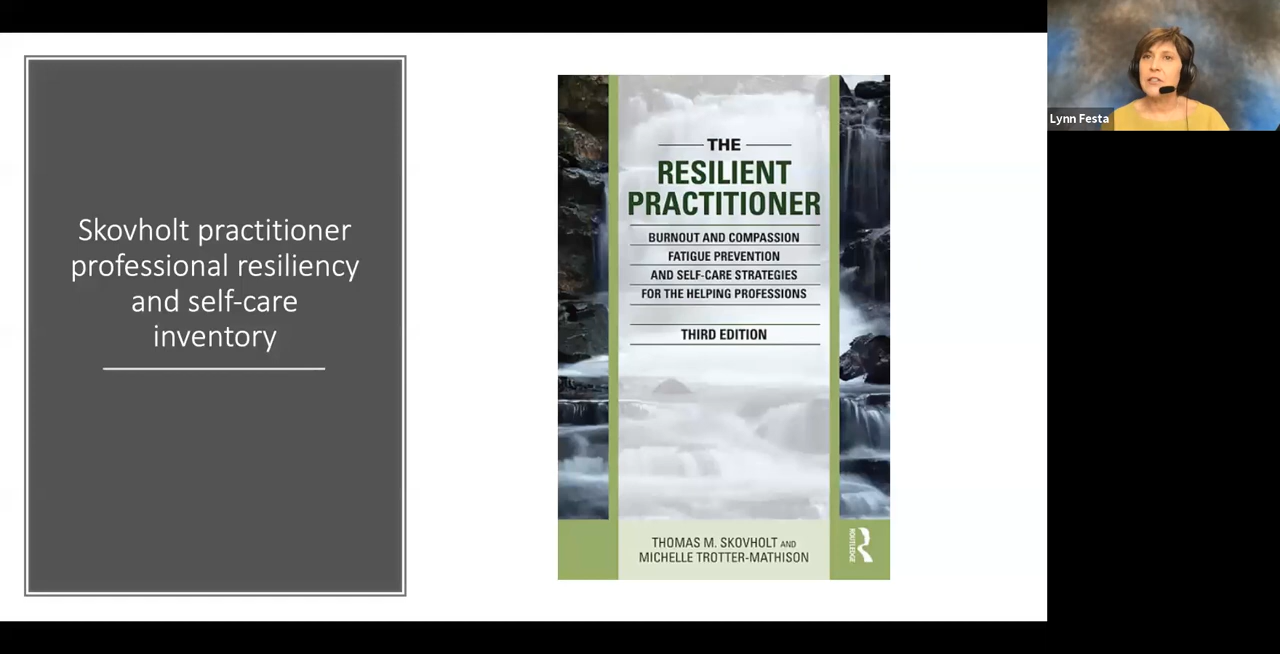 Skovholt practitioner
professional resiliency
and self-care
inventory
THE
RESILIENT
PRACTITIONER
BURNOUT AND COMPASSION
FATIGUE PREVENTION
AND SELF-CARE STRATEGIES
FOR THE HELPING PROFESSIONS
THIRD EDITION
THOMAS M. SKOVHOLT AND
MICHELLE TROTTER-MATHISON
ROUTLEDGE
Lynn Festa